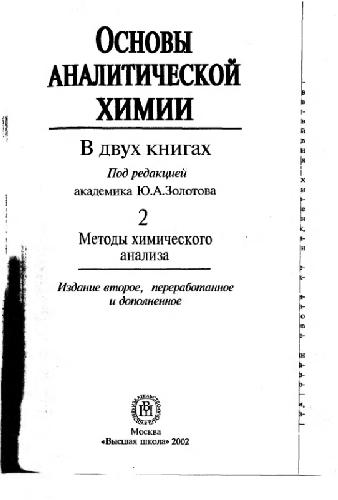 ОСНОВЫ
АНАЛИТИЧЕСКОЙ
ХИМИИ
В двух книгах
Под редакцией
академика Ю.А.Золотова
2
Методы химического
анализа
Издание второе, переработанное
и дополненное
Москва
«Высшая школа» 2002